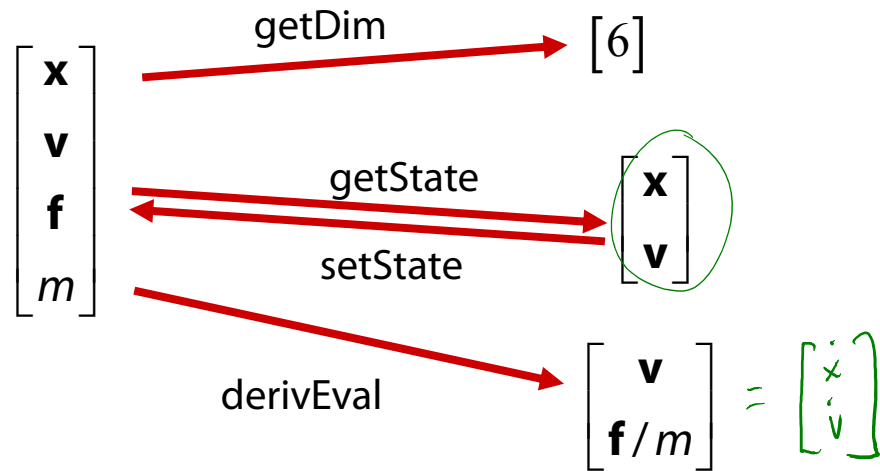 getDim
[6]
[x
v
f
m]
getState
setState
[x
v]
derivEval
[v
f/m]
= [ẋ
v̇]